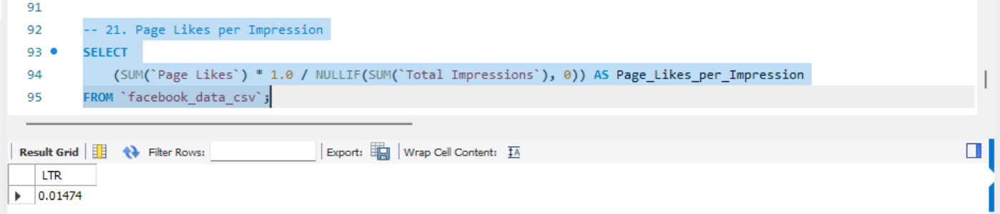 91
92 -- 21. Page Likes per Impression
93 SELECT
94 (SUM(`Page Likes`) * 1.0 / NULLIF(SUM(`Total Impressions`), 0)) AS Page_Likes_per_Impression
95 FROM `facebook_data_csv`;
Result Grid Filter Rows: Export: Wrap Cell Content: IA
LTR
0.01474